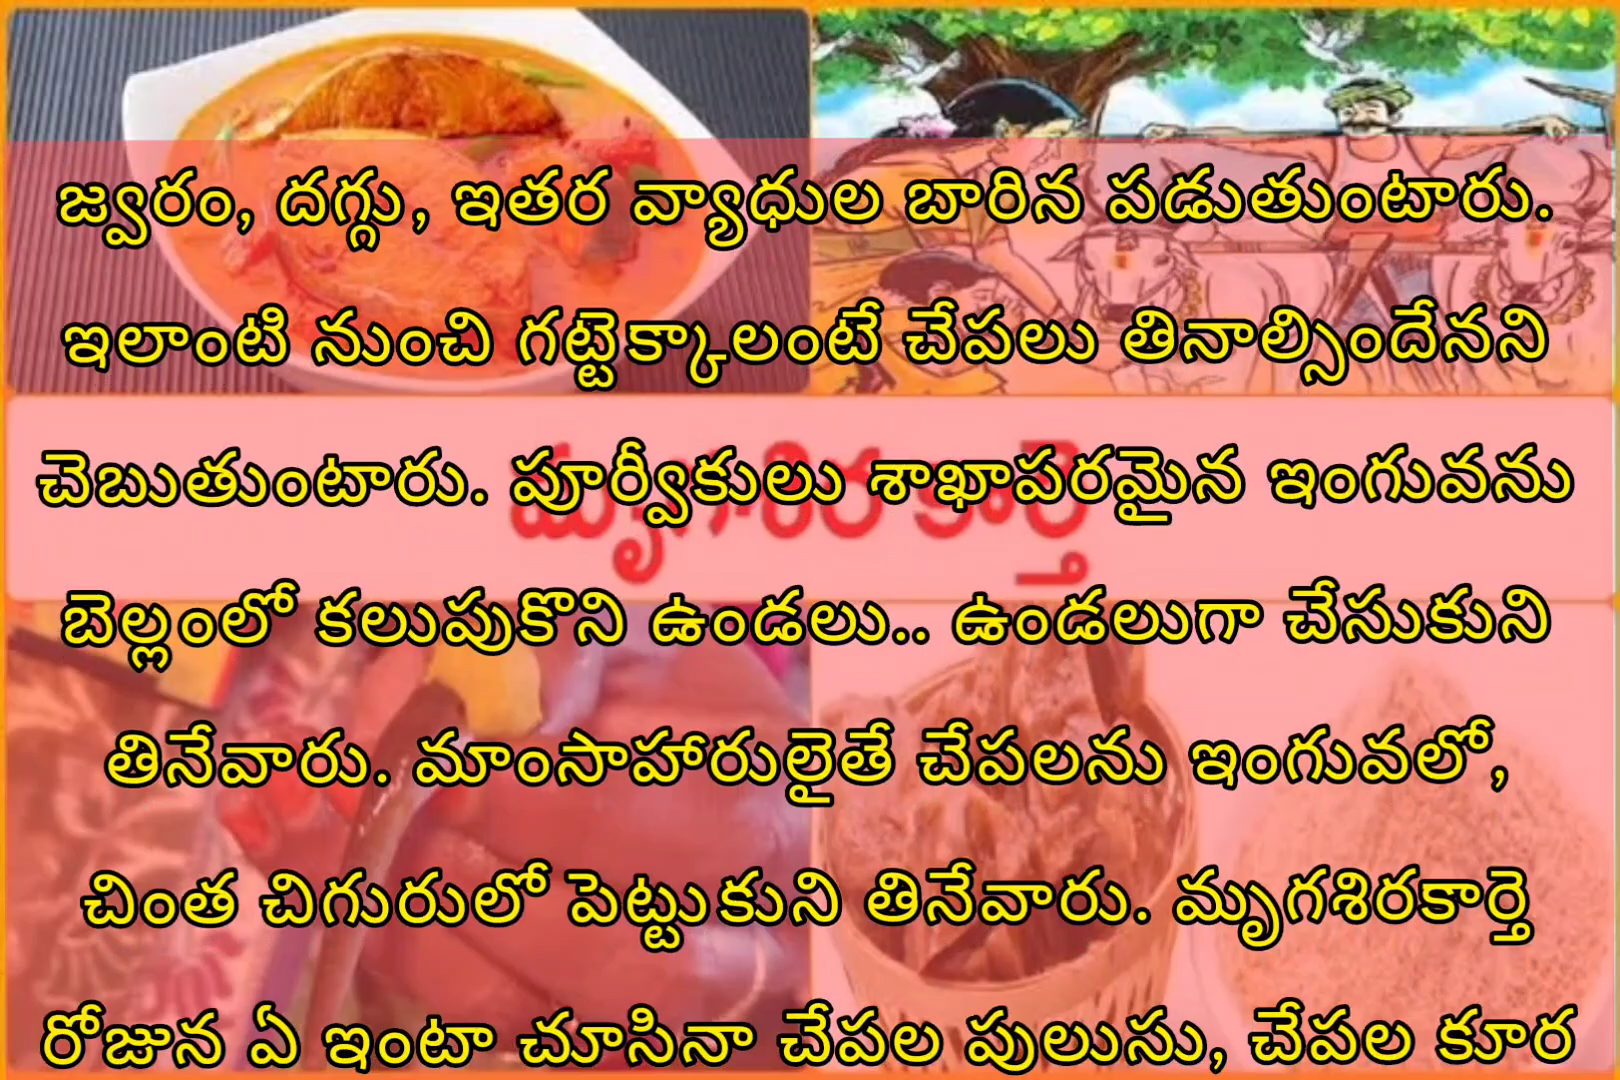 జ్వరం, దగ్గు, ఇతర వ్యాధుల బారిన పడుతుంటారు.
ఇలాంటి నుంచి గట్టెక్కాలంటే చేపలు తినాల్సిందేనని
చెబుతుంటారు. పూర్వీకులు శాఖాపరమైన ఇంగువను
మృగశిర కార్తె
బెల్లంలో కలుపుకొని ఉండలు.. ఉండలుగా చేసుకుని
తినేవారు. మాంసాహారులైతే చేపలను ఇంగువలో,
చింత చిగురులో పెట్టుకుని తినేవారు. మృగశిరకార్తె
రోజున ఏ ఇంటా చూసినా చేపల పులుసు, చేపల కూర